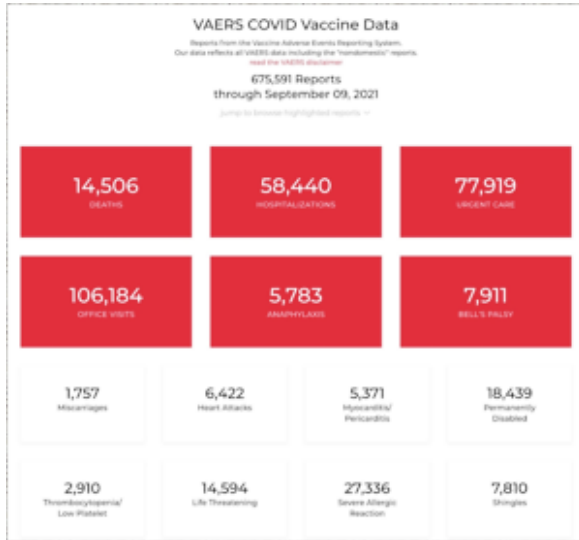 VAERS COVID Vaccine Data
Reports from the Vaccine Adverse Events Reporting System.
Our data reflects all VAERS data including the "nondomestic" reports.
read the VAERS disclaimer
675,591 Reports
through September 09, 2021
jump to browse highlighted reports
14,506
DEATHS
58,440
HOSPITALIZATIONS
77,919
URGENT CARE
106,184
OFFICE VISITS
5,783
ANAPHYLAXIS
7,911
BELL'S PALSY
1,757
Miscarriages
6,422
Heart Attacks
5,371
Myocarditis/
Pericarditis
18,439
Permanently
Disabled
2,910
Thrombocytopenia/
Low Platelet
14,594
Life Threatening
27,336
Severe Allergic
Reaction
7,810
Shingles